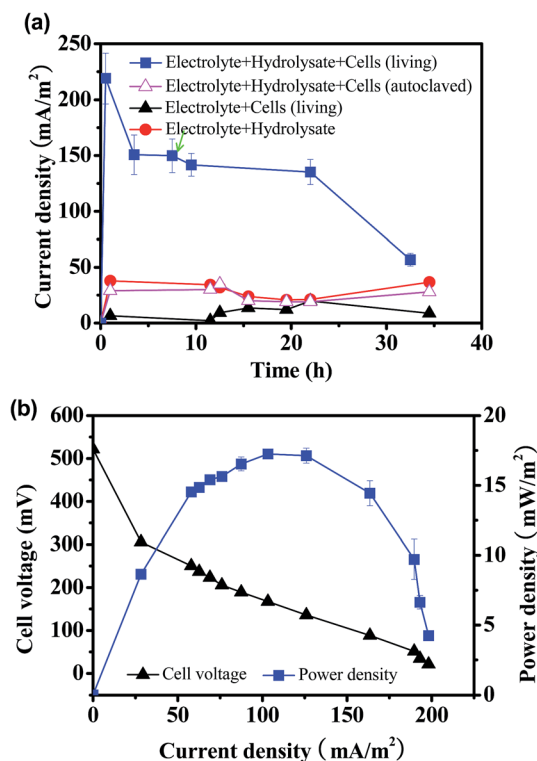 (a)
250
200
150
100
50
0
Current density (mA/m²)
Electrolyte+Hydrolysate+Cells (living)
Electrolyte+Hydrolysate+Cells (autoclaved)
Electrolyte+Cells (living)
Electrolyte+Hydrolysate
0 10 20 30 40
Time (h)
(b)
600
500
400
300
200
100
0
Cell voltage (mV)
20
15
10
5
0
Power density ( mW/m²)
Cell voltage Power density
0 50 100 150 200
Current density ( mA/m²)